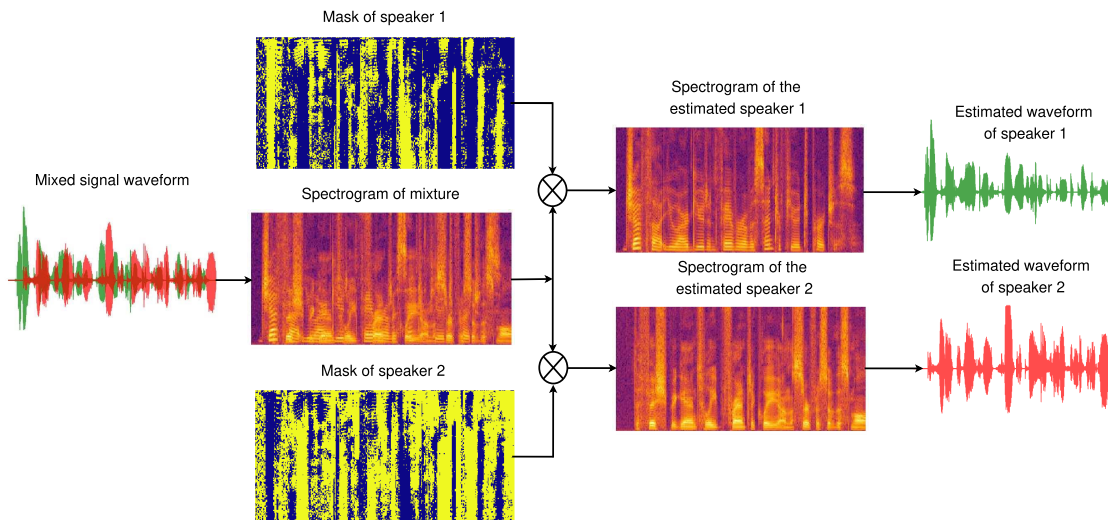 Mask of speaker 1
Spectrogram of the
estimated speaker 1
Estimated waveform
of speaker 1
Mixed signal waveform
Spectrogram of mixture
Spectrogram of the
estimated speaker 2
Estimated waveform
of speaker 2
Mask of speaker 2